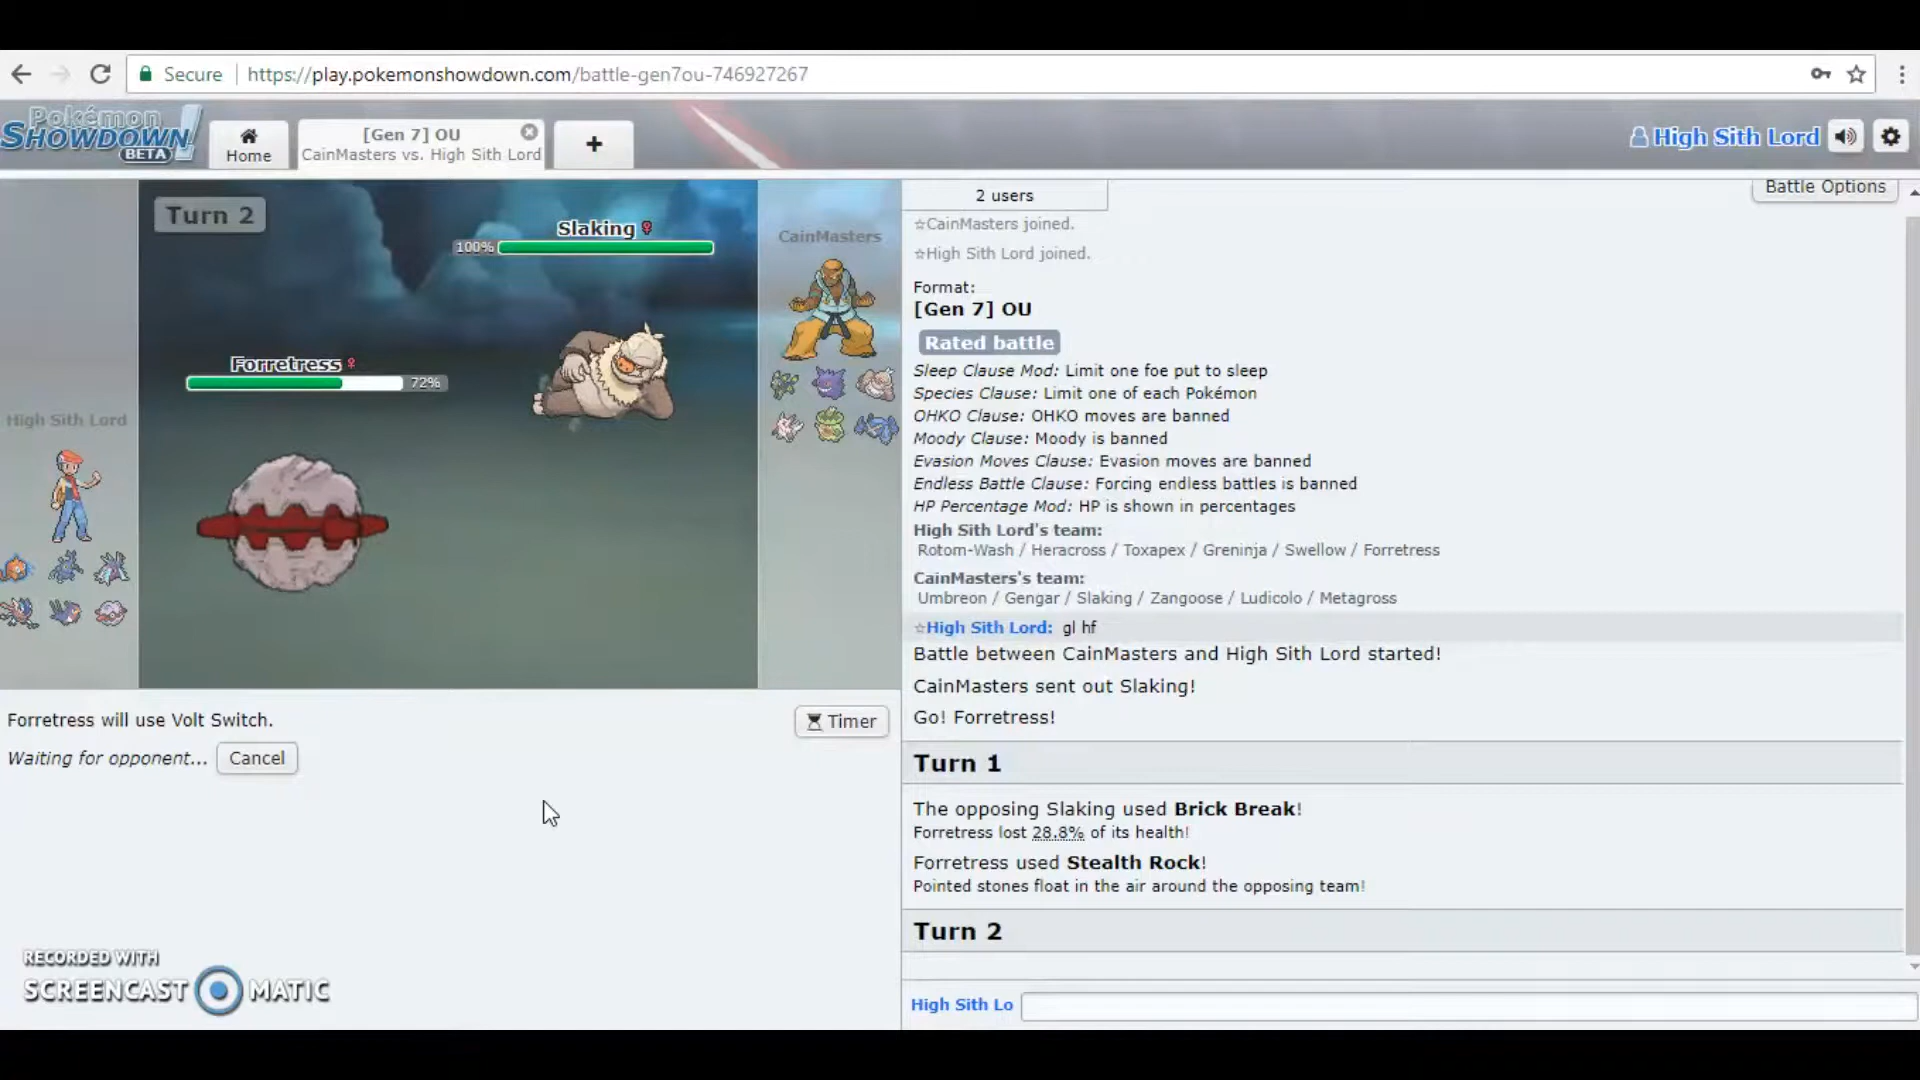 Secure
https://play.pokemonshowdown.com/battle-gen7ou-746927267
Pokémon
SHOWDOWN!
BETA
Home
[Gen 7] OU
CainMasters vs. High Sith Lord
+
High Sith Lord
Turn 2
Slaking
100%
Forretress
72%
CainMasters
High Sith Lord
Forretress will use Volt Switch.
Timer
Waiting for opponent...
Cancel
RECORDED WITH
SCREENCAST MATIC
2 users
Battle Options
☆CainMasters joined.
☆High Sith Lord joined.
Format:
[Gen 7] OU
Rated battle
Sleep Clause Mod: Limit one foe put to sleep
Species Clause: Limit one of each Pokémon
OHKO Clause: OHKO moves are banned
Moody Clause: Moody is banned
Evasion Moves Clause: Evasion moves are banned
Endless Battle Clause: Forcing endless battles is banned
HP Percentage Mod: HP is shown in percentages
High Sith Lord's team:
Rotom-Wash / Heracross / Toxapex / Greninja / Swellow / Forretress
CainMasters's team:
Umbreon / Gengar / Slaking / Zangoose / Ludicolo / Metagross
☆High Sith Lord: gl hf
Battle between CainMasters and High Sith Lord started!
CainMasters sent out Slaking!
Go! Forretress!
Turn 1
The opposing Slaking used Brick Break!
Forretress lost 28.8% of its health!
Forretress used Stealth Rock!
Pointed stones float in the air around the opposing team!
Turn 2
High Sith Lo